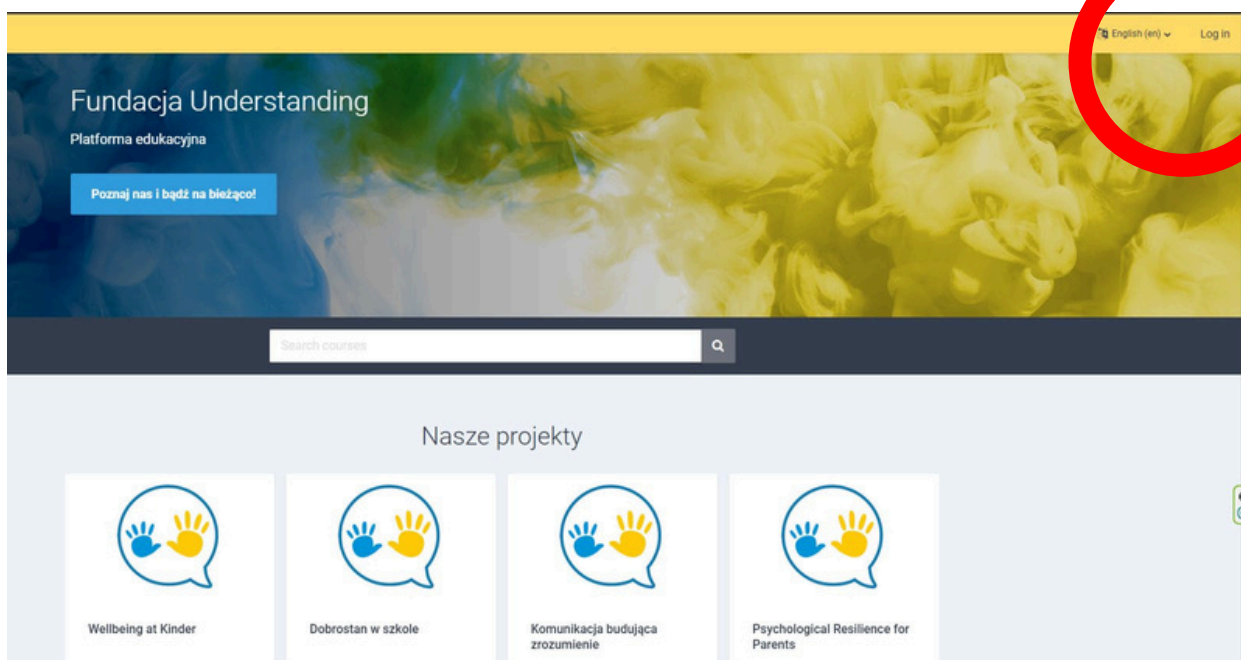 English (en)
Log in
Fundacja Understanding
Platforma edukacyjna
Poznaj nas i bądź na bieżąco!
Search courses
Nasze projekty
Wellbeing at Kinder
Dobrostan w szkole
Komunikacja budująca
zrozumienie
Psychological Resilience for
Parents